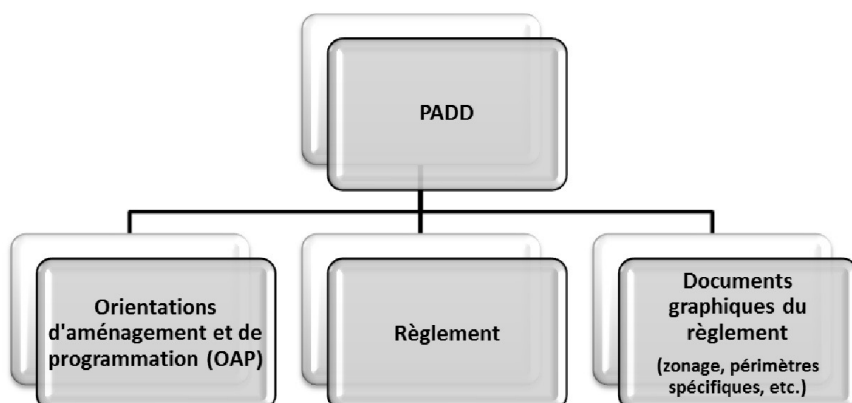 PADD
Orientations
d'aménagement et de
programmation (OAP)
Règlement
Documents
graphiques du
règlement
(zonage, périmètres
spécifiques, etc.)